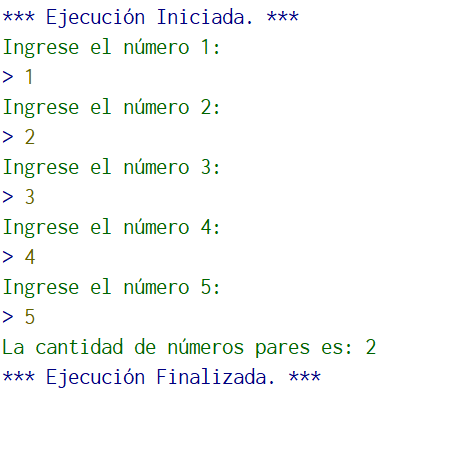 *** Ejecución Iniciada. ***
Ingrese el número 1:
> 1
Ingrese el número 2:
> 2
Ingrese el número 3:
> 3
Ingrese el número 4:
> 4
Ingrese el número 5:
> 5
La cantidad de números pares es: 2
*** Ejecución Finalizada. ***